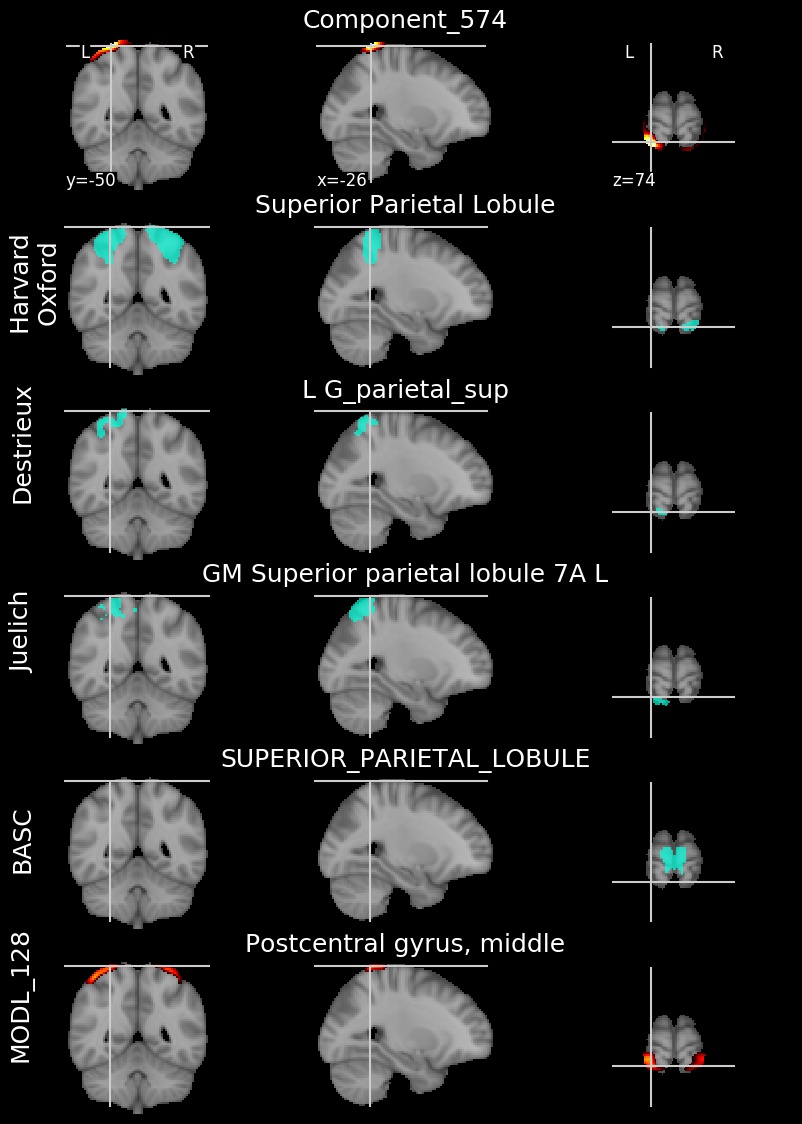 Component_574
L R
L R
y=-50
x=-26
z=74
Superior Parietal Lobule
Harvard
Oxford
L G_parietal_sup
Destrieux
GM Superior parietal lobule 7A L
Juelich
SUPERIOR_PARIETAL_LOBULE
BASC
Postcentral gyrus, middle
MODL_128